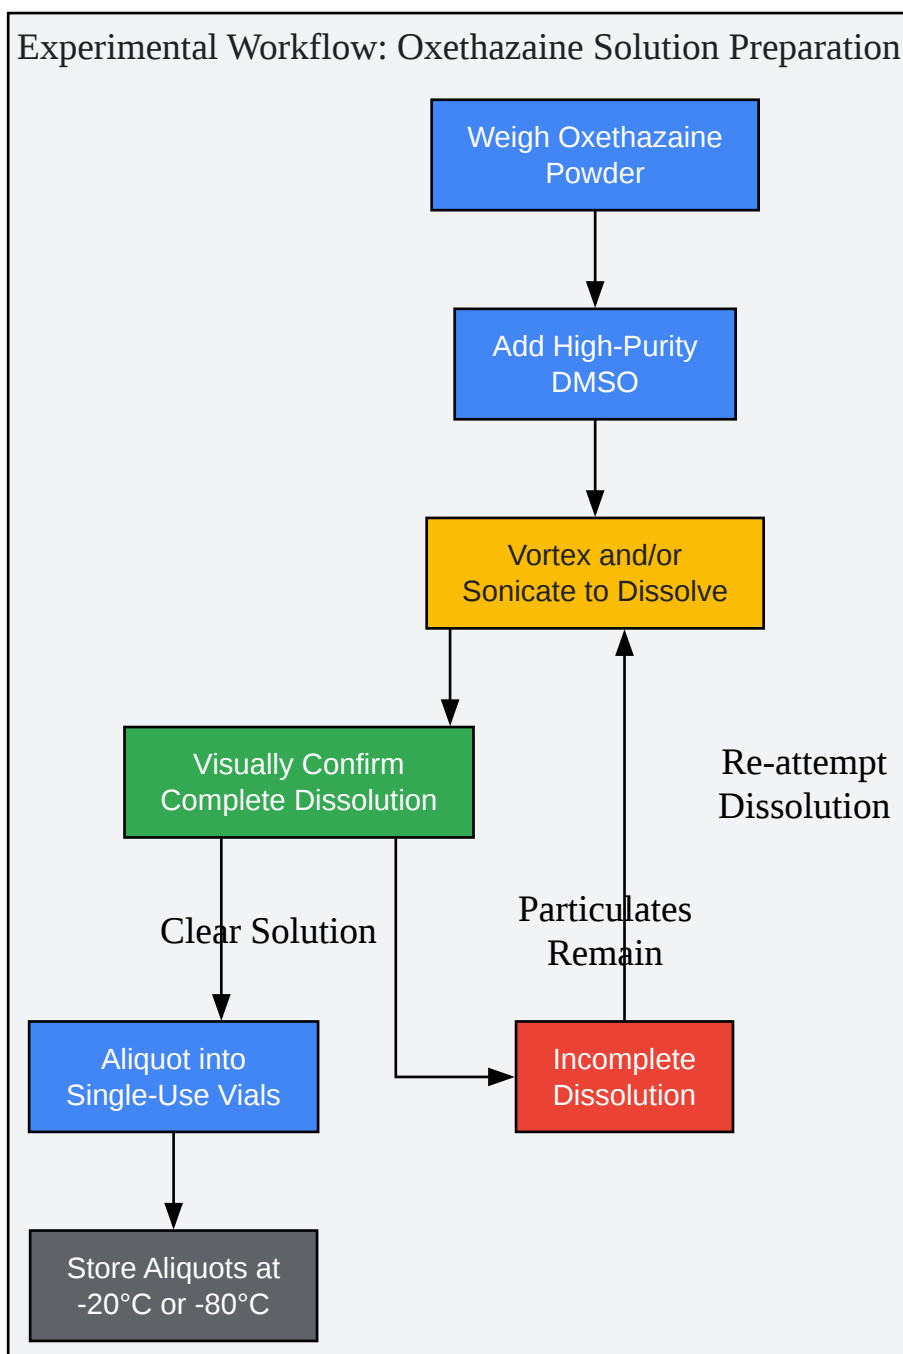 Experimental Workflow: Oxethazaine Solution Preparation
Weigh Oxethazaine
Powder
Add High-Purity
DMSO
Vortex and/or
Sonicate to Dissolve
Visually Confirm
Complete Dissolution
Re-attempt
Dissolution
Clear Solution
Particulates
Remain
Aliquot into
Single-Use Vials
Incomplete
Dissolution
Store Aliquots at
-20°C or -80°C